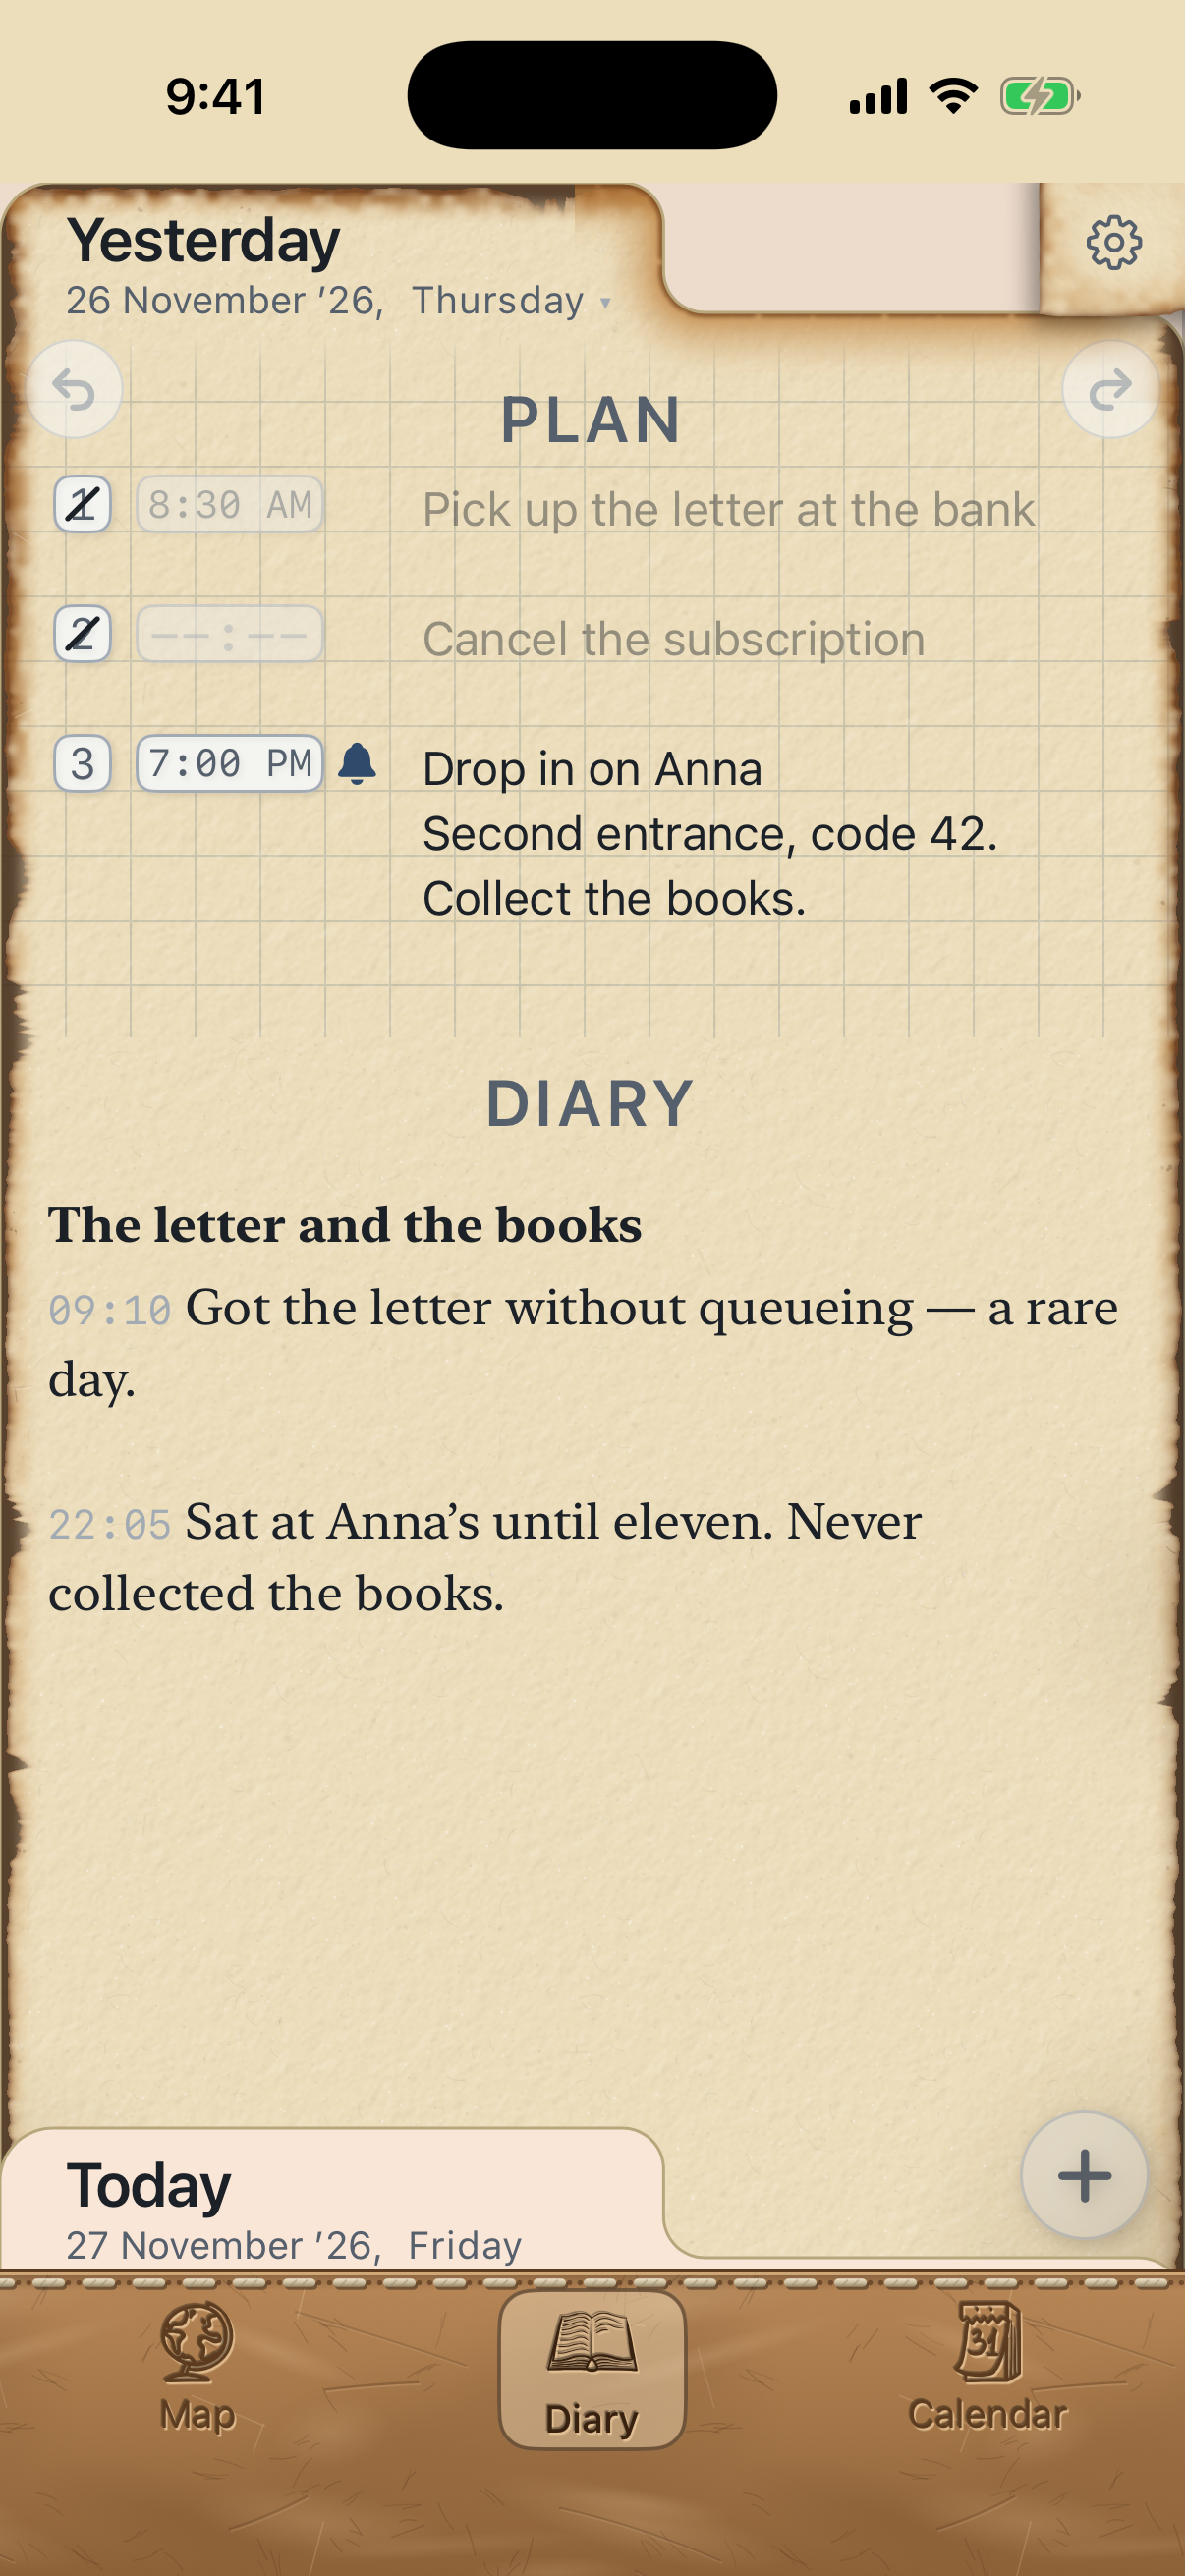 9:41
Yesterday
26 November ’26, Thursday ▾
PLAN
1 8:30 AM Pick up the letter at the bank
2 --:-- Cancel the subscription
3 7:00 PM Drop in on Anna
Second entrance, code 42.
Collect the books.
DIARY
The letter and the books
09:10 Got the letter without queueing — a rare
day.
22:05 Sat at Anna’s until eleven. Never
collected the books.
Today
27 November ’26, Friday
31
Map
Diary
Calendar